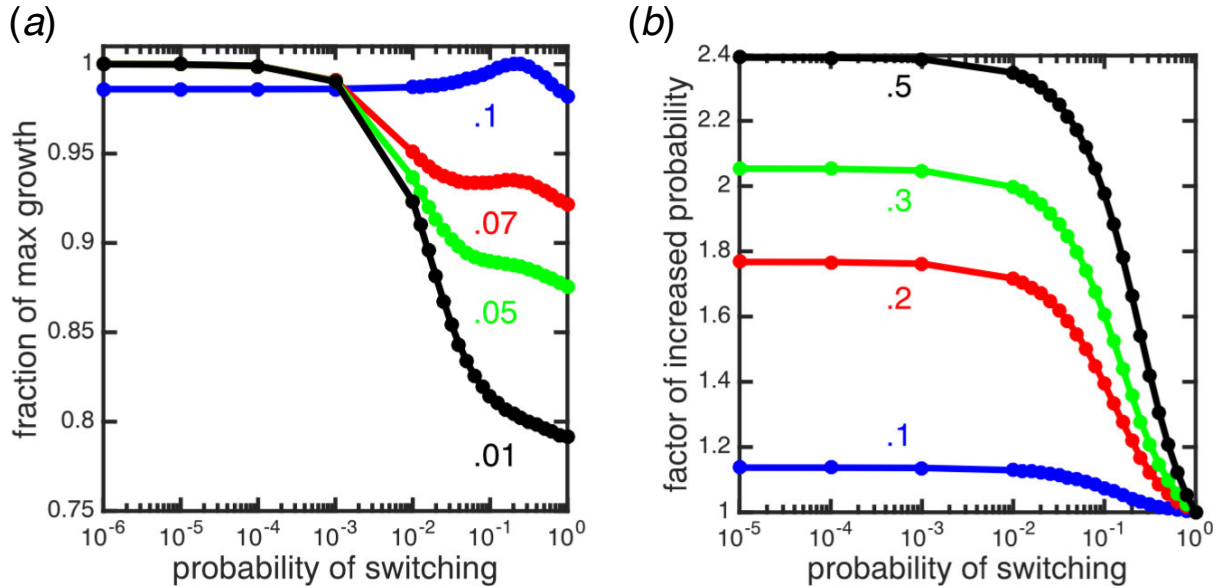 (a)
fraction of max growth
1
0.95
0.9
0.85
0.8
0.75
.1
.07
.05
.01
10^-6 10^-5 10^-4 10^-3 10^-2 10^-1 10^0
probability of switching
(b)
factor of increased probability
2.4
2.2
2
1.8
1.6
1.4
1.2
1
.5
.3
.2
.1
10^-5 10^-4 10^-3 10^-2 10^-1 10^0
probability of switching